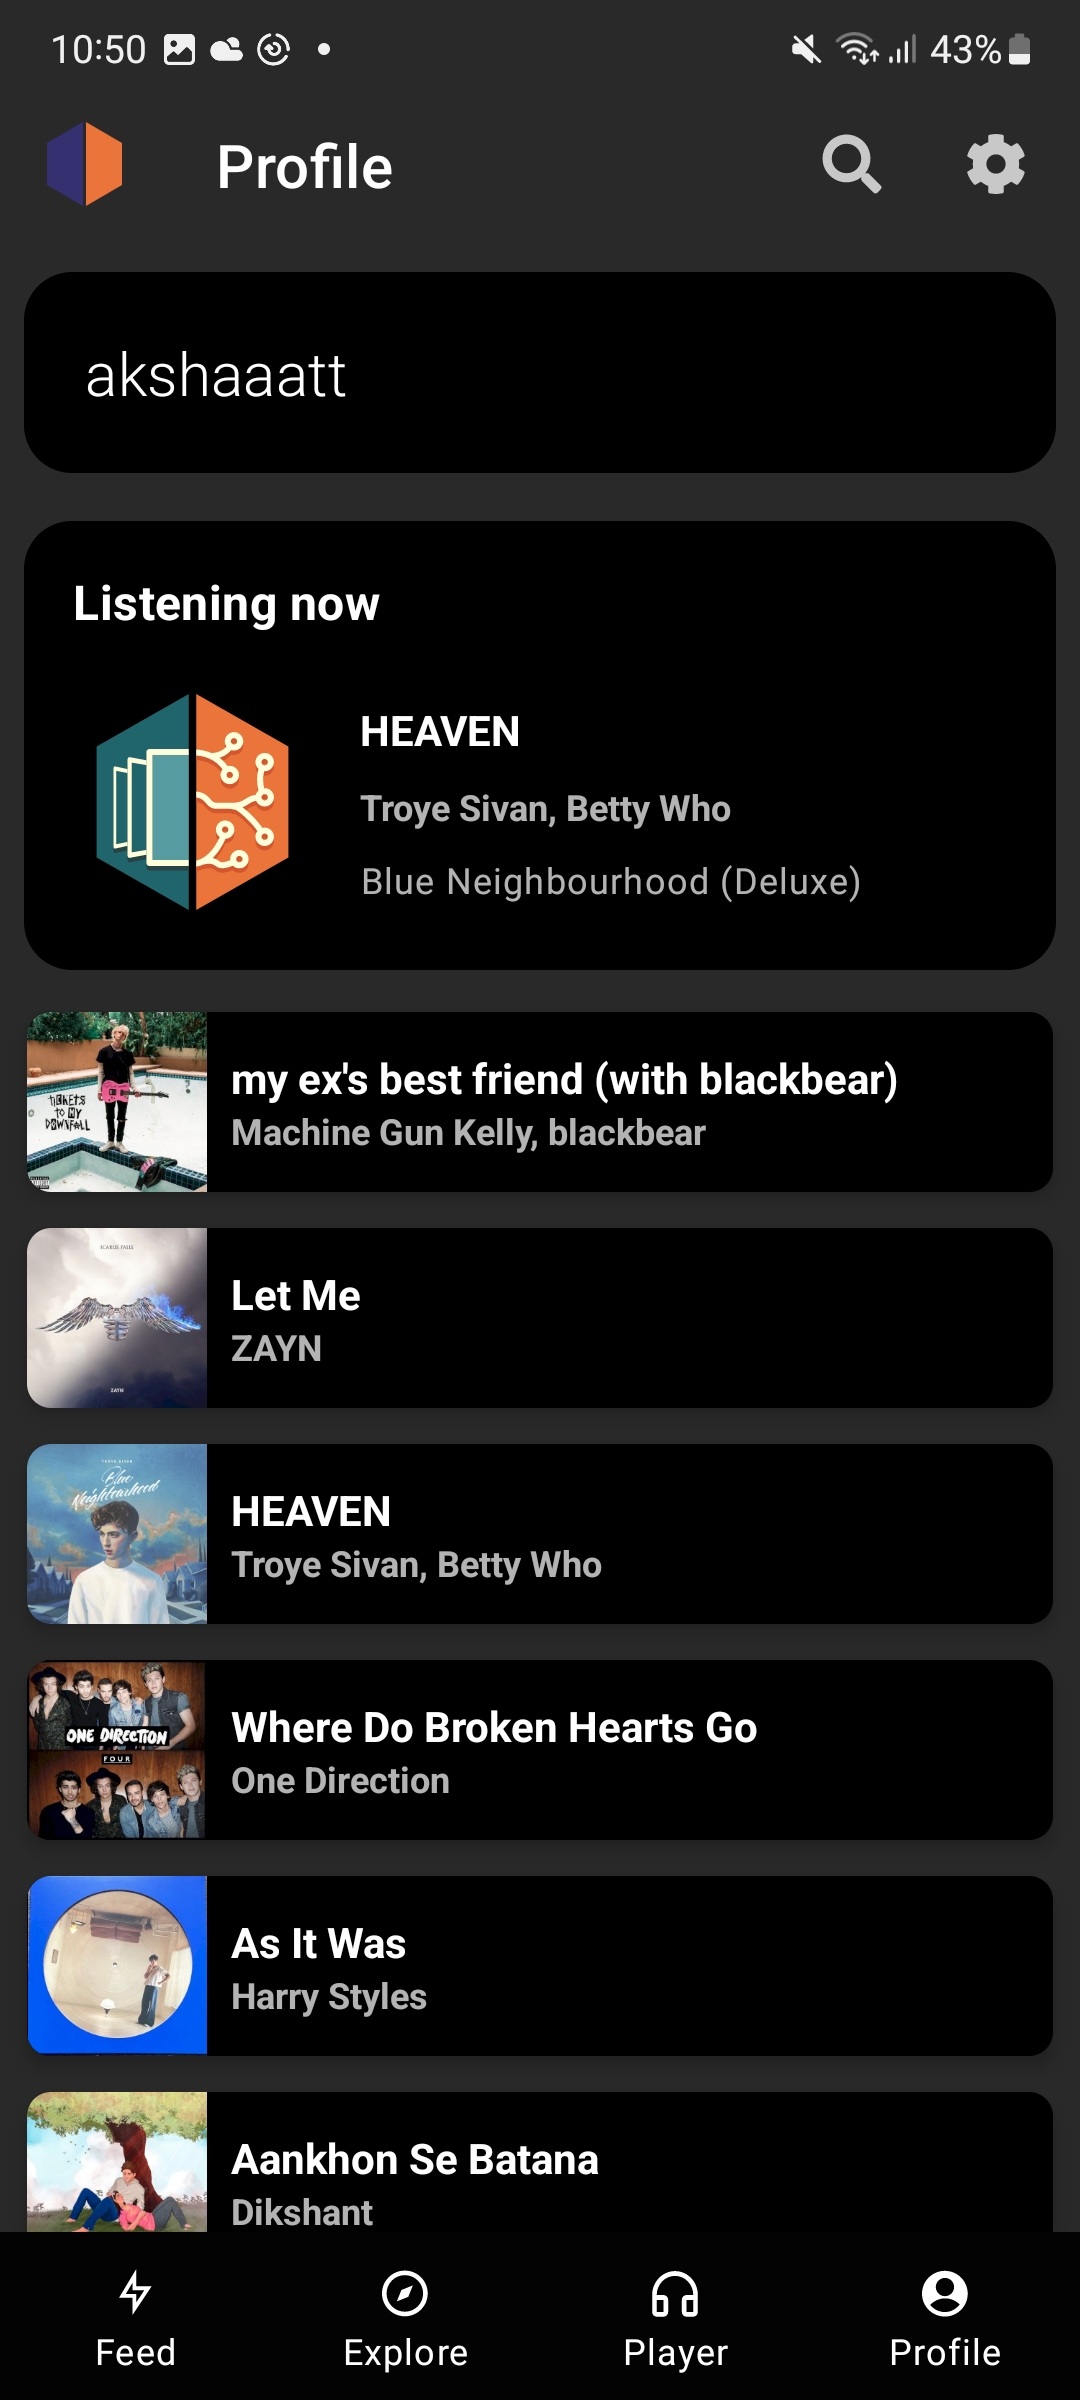 10:50
43%
Profile
akshaaatt
Listening now
HEAVEN
Troye Sivan, Betty Who
Blue Neighbourhood (Deluxe)
TICKETS
TO MY
DOWNFALL
my ex's best friend (with blackbear)
Machine Gun Kelly, blackbear
ICARUS FALLS
ZAYN
Let Me
ZAYN
TROYE SIVAN
Blue
Neighbourhood
HEAVEN
Troye Sivan, Betty Who
ONE DIRECTION
FOUR
Where Do Broken Hearts Go
One Direction
As It Was
Harry Styles
Aankhon Se Batana
Dikshant
Feed
Explore
Player
Profile